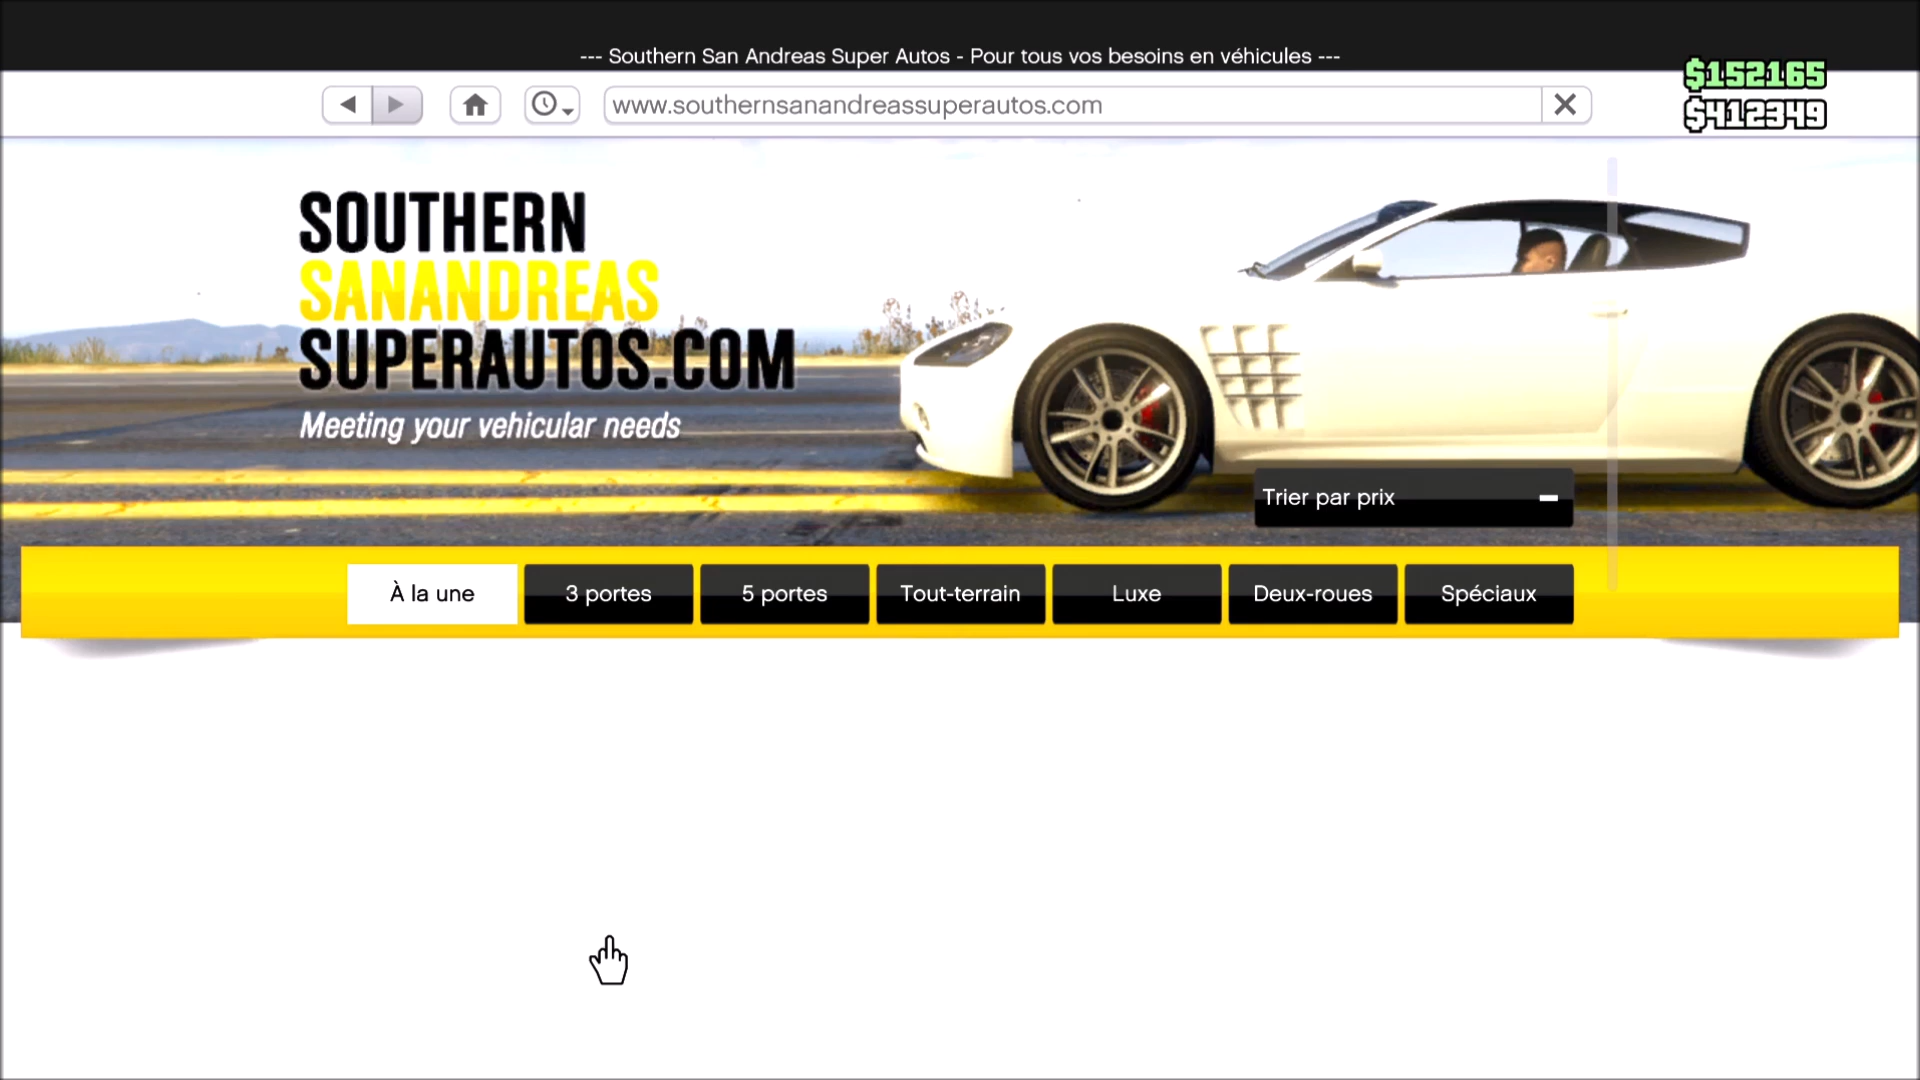 --- Southern San Andreas Super Autos - Pour tous vos besoins en véhicules ---
www.southernsanandreassuperautos.com
$152165
$412349
SOUTHERN
SANANDREAS
SUPERAUTOS.COM
Meeting your vehicular needs
Trier par prix
À la une
3 portes
5 portes
Tout-terrain
Luxe
Deux-roues
Spéciaux